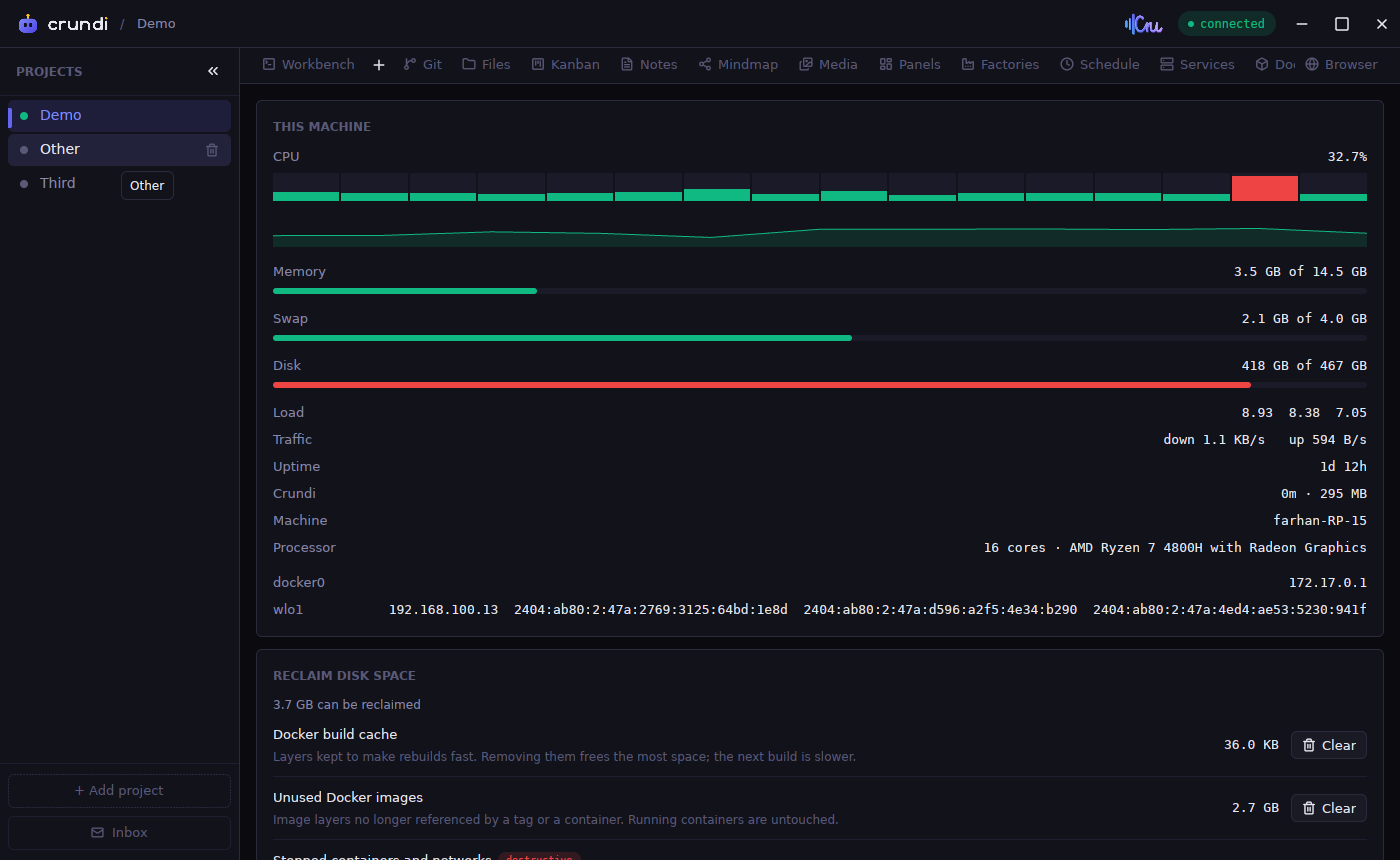 crundi / Demo
Cru
connected
PROJECTS
Workbench + Git Files Kanban Notes Mindmap Media Panels Factories Schedule Services Browser
Demo
Other
Third
Other
+ Add project
Inbox
THIS MACHINE
CPU 32.7%
Memory 3.5 GB of 14.5 GB
Swap 2.1 GB of 4.0 GB
Disk 418 GB of 467 GB
Load 8.93 8.38 7.05
Traffic down 1.1 KB/s up 594 B/s
Uptime 1d 12h
Crundi 0m · 295 MB
Machine farhan-RP-15
Processor 16 cores · AMD Ryzen 7 4800H with Radeon Graphics
docker0 172.17.0.1
wlo1 192.168.100.13 2404:ab80:2:47a:2769:3125:64bd:1e8d 2404:ab80:2:47a:d596:a2f5:4e34:b290 2404:ab80:2:47a:4ed4:ae53:5230:941f
RECLAIM DISK SPACE
3.7 GB can be reclaimed
Docker build cache
Layers kept to make rebuilds fast. Removing them frees the most space; the next build is slower.
36.0 KB Clear
Unused Docker images
Image layers no longer referenced by a tag or a container. Running containers are untouched.
2.7 GB Clear
Stopped containers and networks destructive